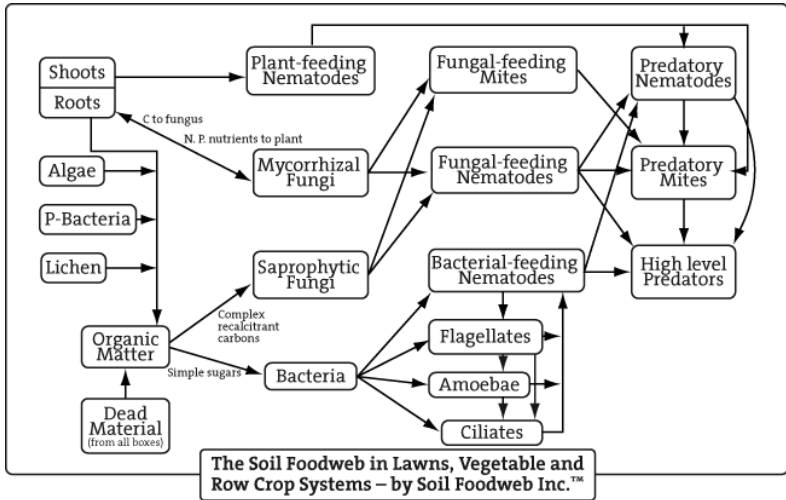 Shoots
Roots
Plant-feeding
Nematodes
Fungal-feeding
Mites
Predatory
Nematodes
C to fungus
N. P. nutrients to plant
Algae
Mycorrhizal
Fungi
Fungal-feeding
Nematodes
Predatory
Mites
P-Bacteria
Lichen
Saprophytic
Fungi
Bacterial-feeding
Nematodes
High level
Predators
Complex
recalcitrant
carbons
Organic
Matter
Simple sugars
Bacteria
Flagellates
Amoebae
Ciliates
Dead
Material
(from all boxes)
The Soil Foodweb in Lawns, Vegetable and
Row Crop Systems – by Soil Foodweb Inc.™